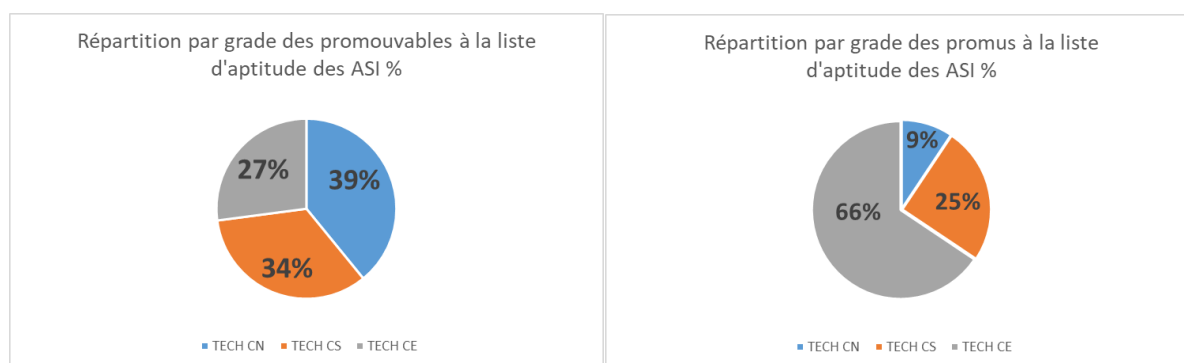 Répartition par grade des promouvables à la liste
d'aptitude des ASI %
27%
39%
34%
TECH CN TECH CS TECH CE
Répartition par grade des promus à la liste
d'aptitude des ASI %
9%
25%
66%
TECH CN TECH CS TECH CE